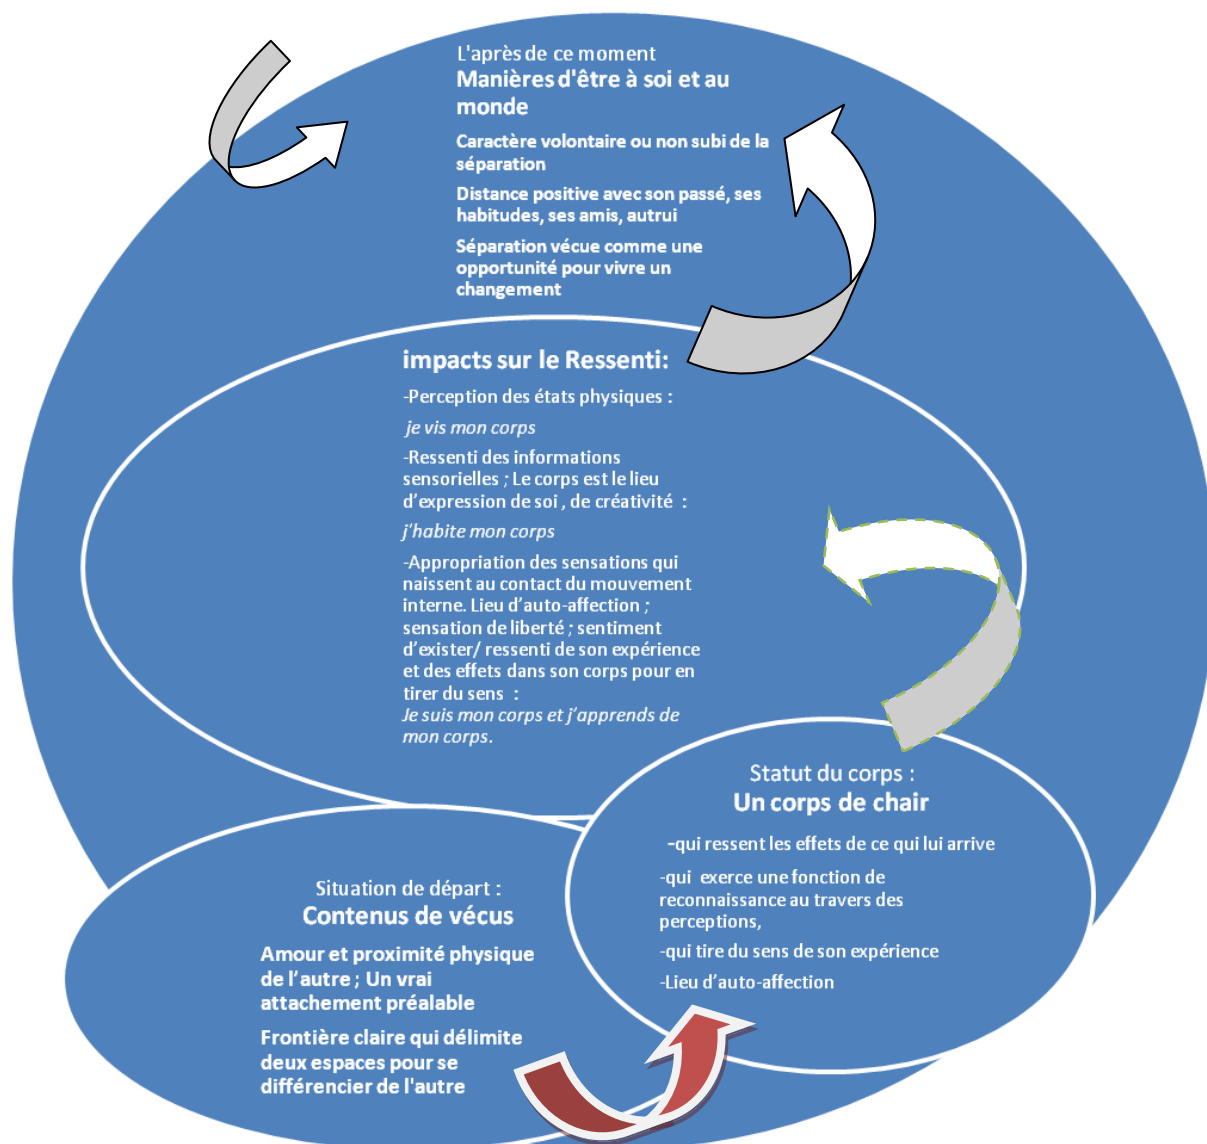 L'après de ce moment
Manières d'être à soi et au
monde
Caractère volontaire ou non subi de la
séparation
Distance positive avec son passé, ses
habitudes, ses amis, autrui
Séparation vécue comme une
opportunité pour vivre un
changement
impacts sur le Ressenti:
-Perception des états physiques :
je vis mon corps
-Ressenti des informations
sensorielles ; Le corps est le lieu
d’expression de soi , de créativité :
j’habite mon corps
-Appropriation des sensations qui
naissent au contact du mouvement
interne. Lieu d’auto-affection ;
sensation de liberté ; sentiment
d’exister/ ressenti de son expérience
et des effets dans son corps pour en
tirer du sens :
Je suis mon corps et j’apprends de
mon corps.
Statut du corps :
Un corps de chair
-qui ressent les effets de ce qui lui arrive
-qui exerce une fonction de
reconnaissance au travers des
perceptions,
-qui tire du sens de son expérience
-Lieu d’auto-affection
Situation de départ :
Contenus de vécus
Amour et proximité physique
de l’autre ; Un vrai
attachement préalable
Frontière claire qui délimite
deux espaces pour se
différencier de l'autre